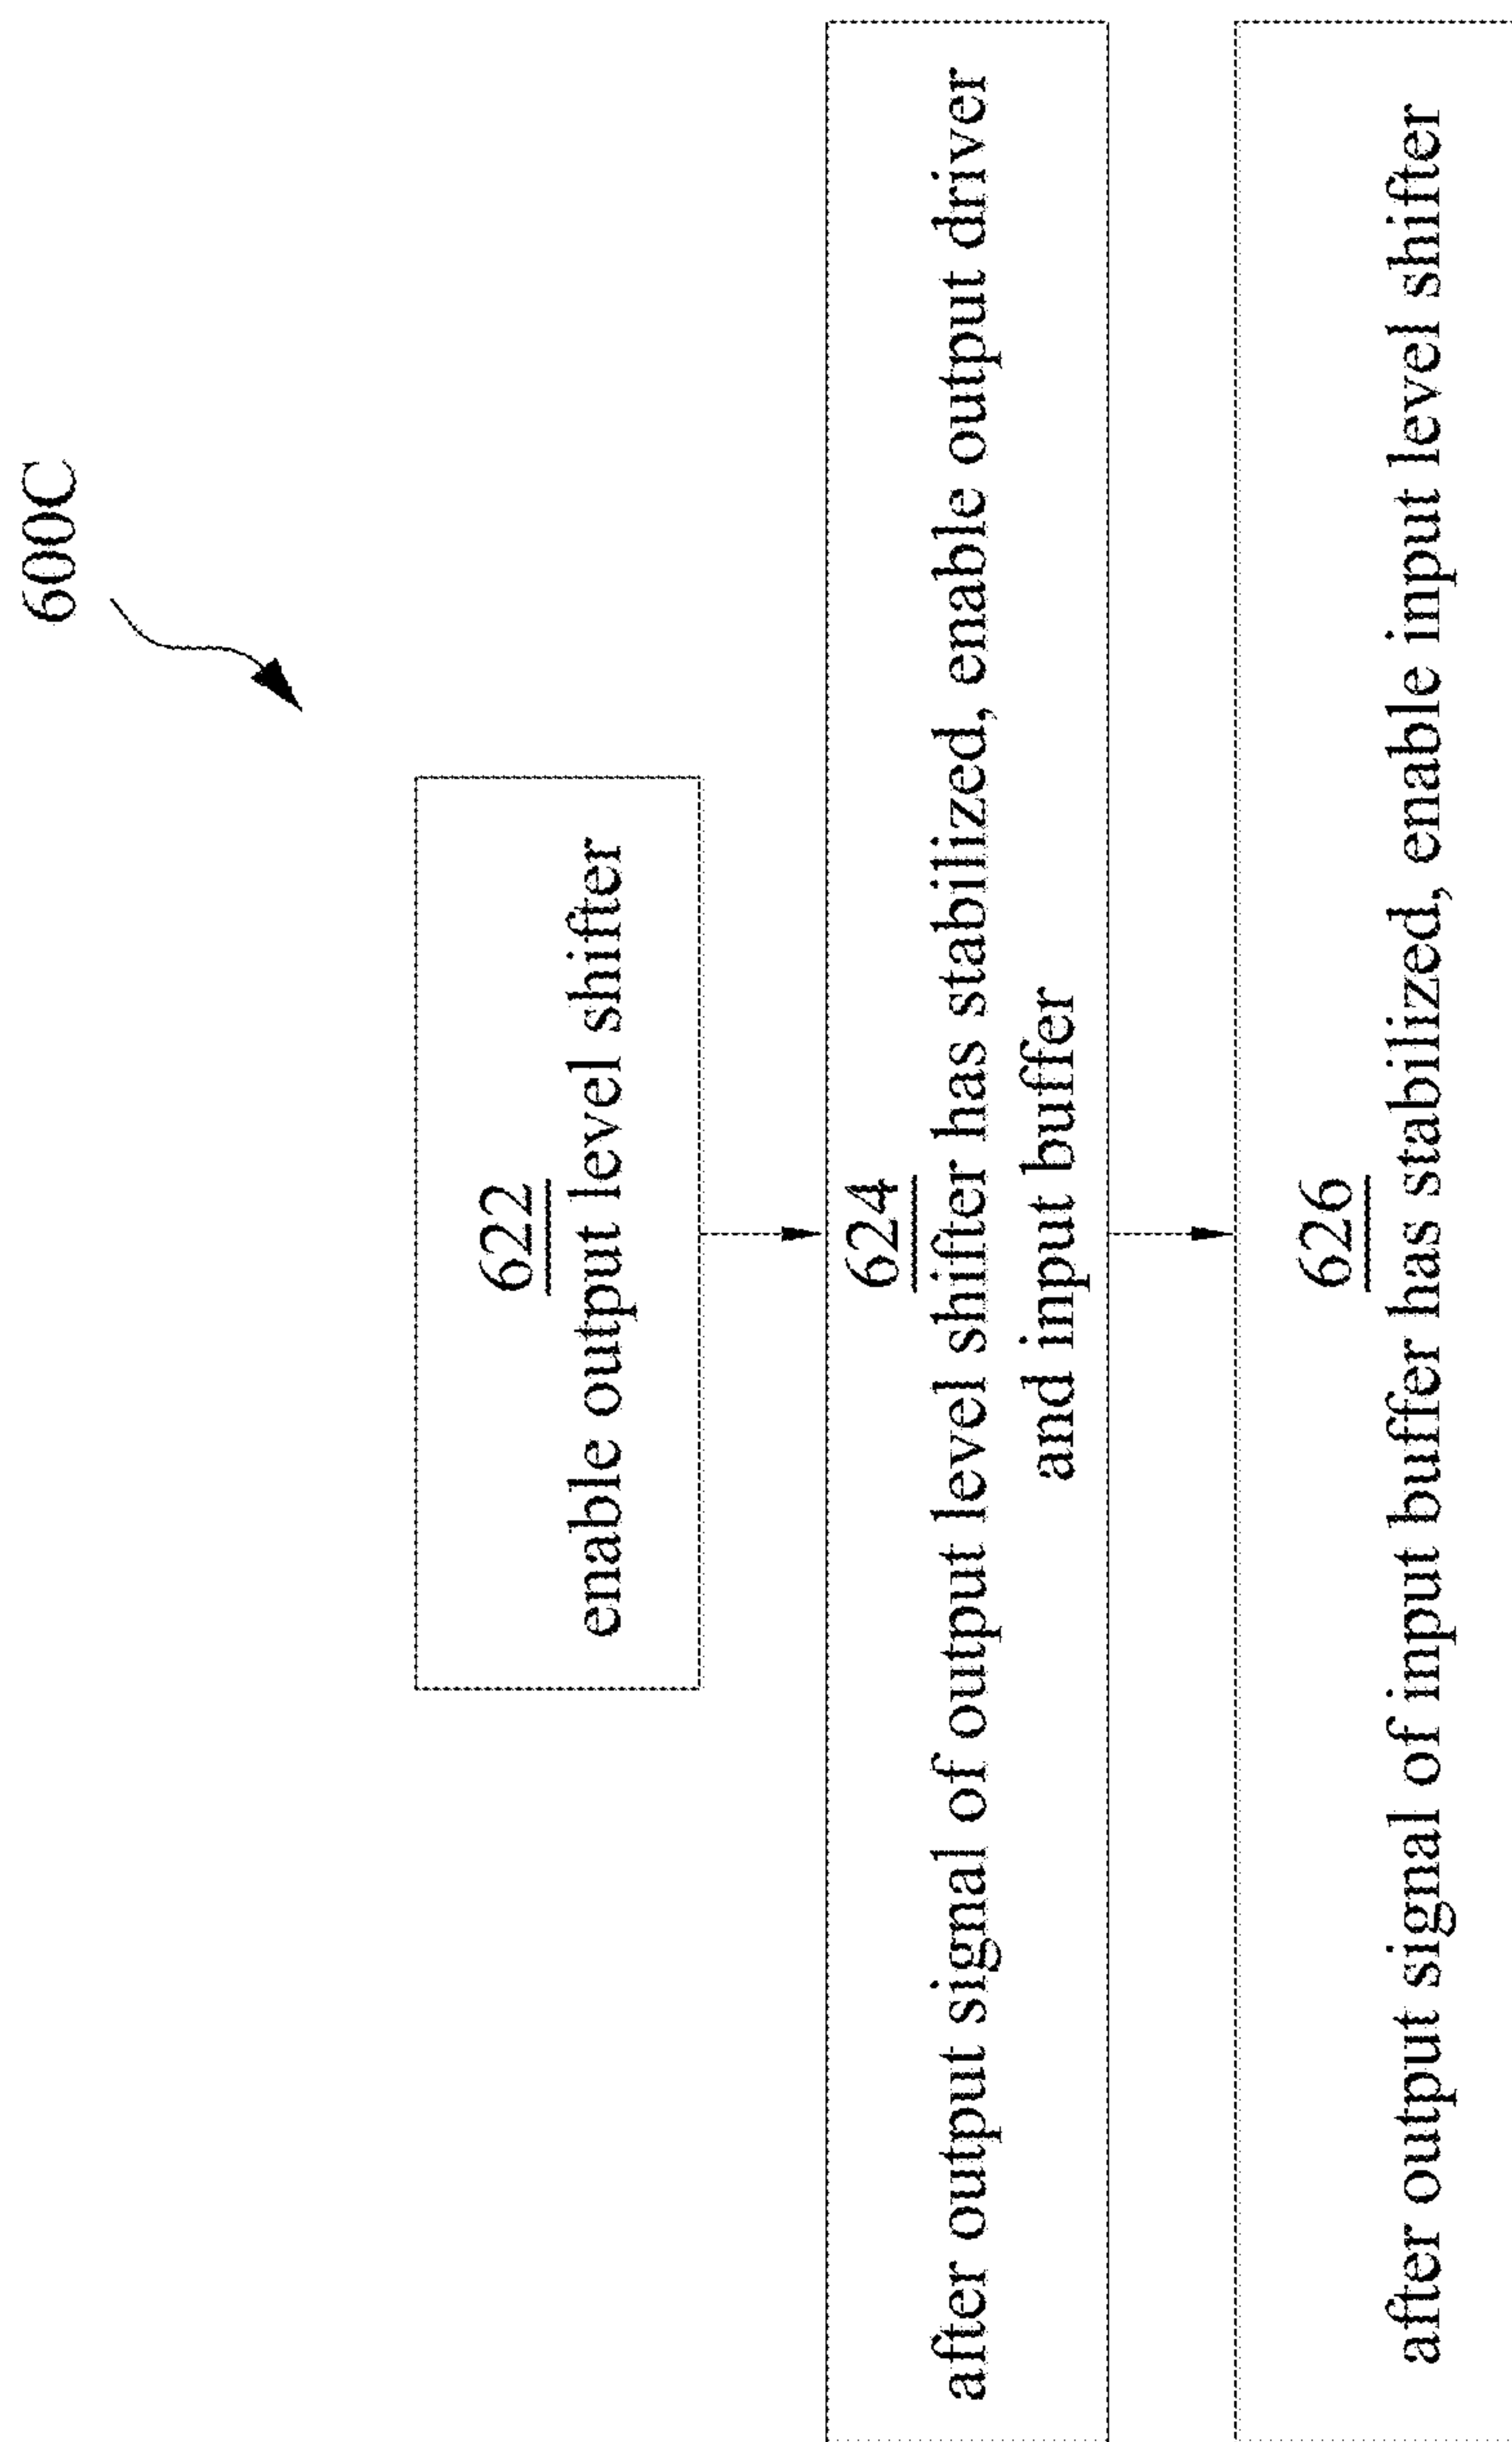 600C
622
enable output level shifter
624
after output signal of output level shifter has stabilized, enable output driver
and input buffer
626
after output signal of input buffer has stabilized, enable input level shifter